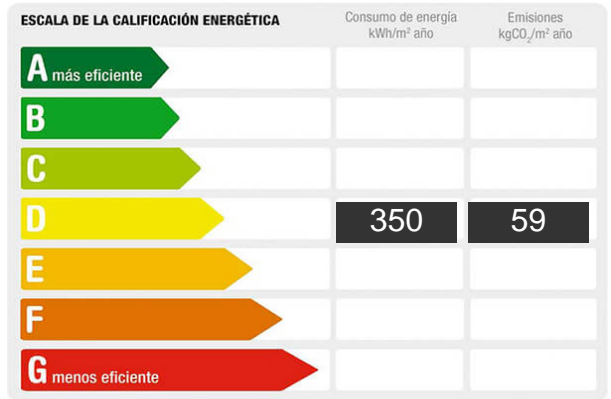 ESCALA DE LA CALIFICACIÓN ENERGÉTICA
Consumo de energía
kWh/m² año
Emisiones
kgCO₂/m² año
A más eficiente
B
C
D 350 59
E
F
G menos eficiente